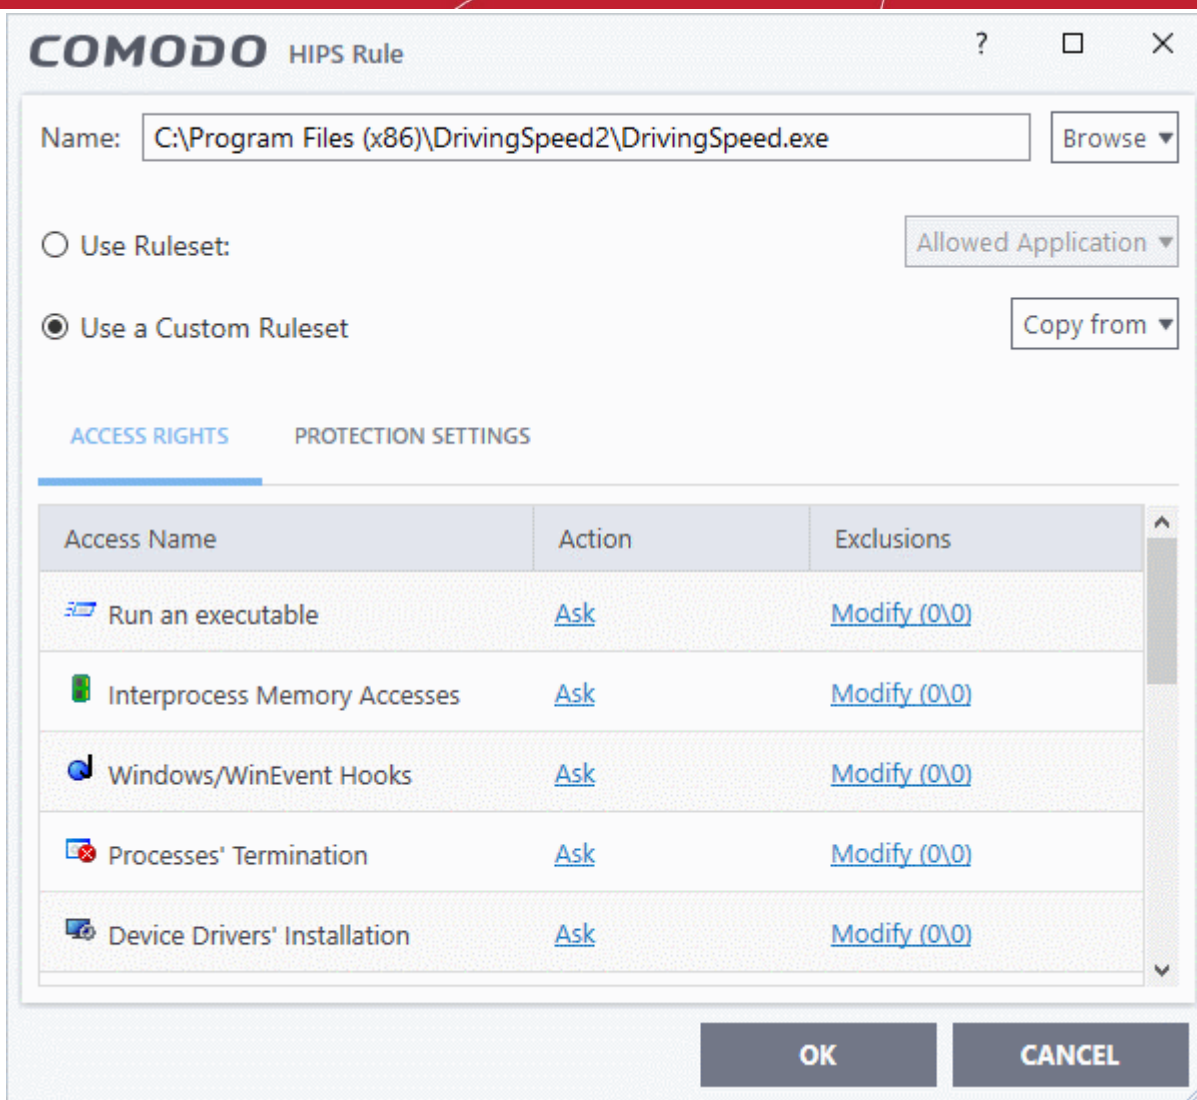 COMODO HIPS Rule ?
Name: C:\Program Files (x86)\DrivingSpeed2\DrivingSpeed.exe Browse
Use Ruleset: Allowed Application
Use a Custom Ruleset Copy from
ACCESS RIGHTS PROTECTION SETTINGS
Access Name Action Exclusions
Run an executable Ask Modify (0\0)
Interprocess Memory Accesses Ask Modify (0\0)
Windows/WinEvent Hooks Ask Modify (0\0)
Processes' Termination Ask Modify (0\0)
Device Drivers' Installation Ask Modify (0\0)
OK CANCEL